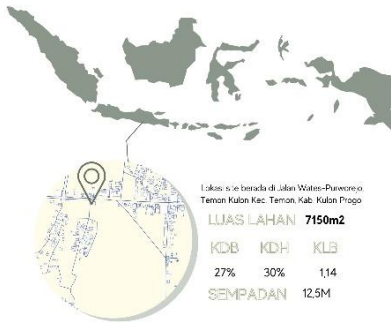 Lokasi site berada di Jalan Wates-Purworejo,
Temon Kulon Kec. Temon, Kab. Kulon Progo
LUAS LAHAN 7150m2
KDB KDH KLB
27% 30% 1,14
SEMPADAN 12,5M